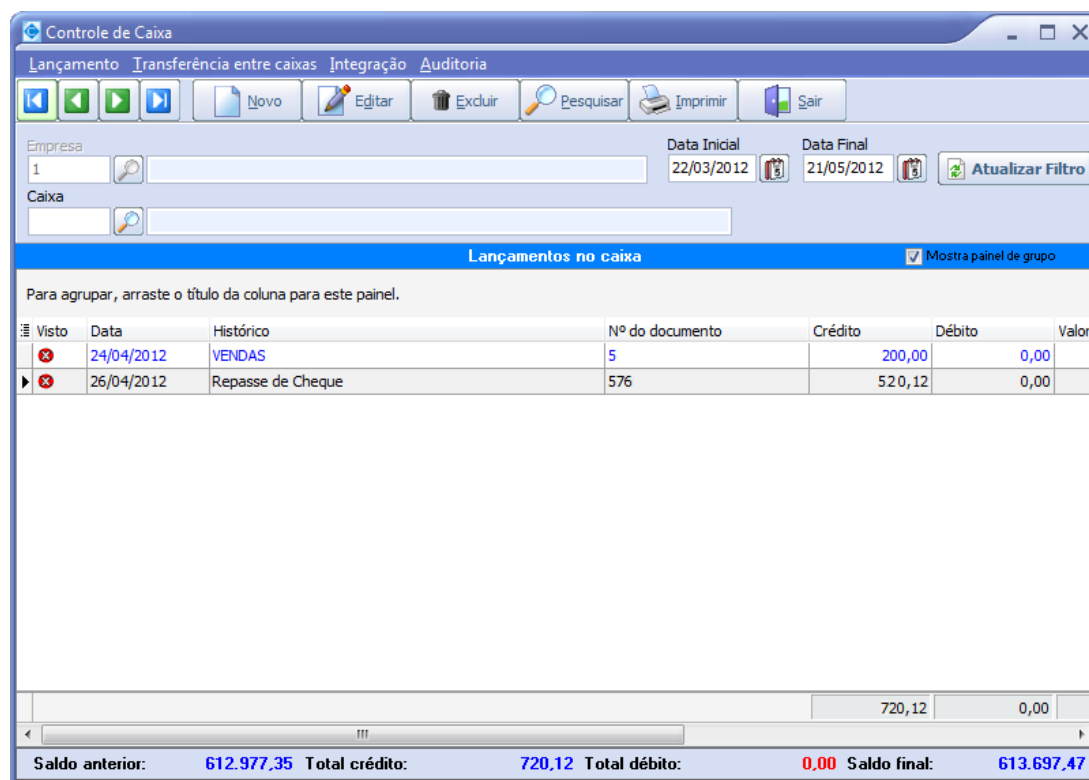 Controle de Caixa
Lançamento Transferência entre caixas Integração Auditoria
Novo Editar Excluir Pesquisar Imprimir Sair
Empresa Data Inicial Data Final
1 22/03/2012 21/05/2012 Atualizar Filtro
Caixa
Lançamentos no caixa Mostra painel de grupo
Para agrupar, arraste o título da coluna para este painel.
Visto Data Histórico Nº do documento Crédito Débito Valor
24/04/2012 VENDAS 5 200,00 0,00
26/04/2012 Repasse de Cheque 576 520,12 0,00
720,12 0,00
Saldo anterior: 612.977,35 Total crédito: 720,12 Total débito: 0,00 Saldo final: 613.697,47